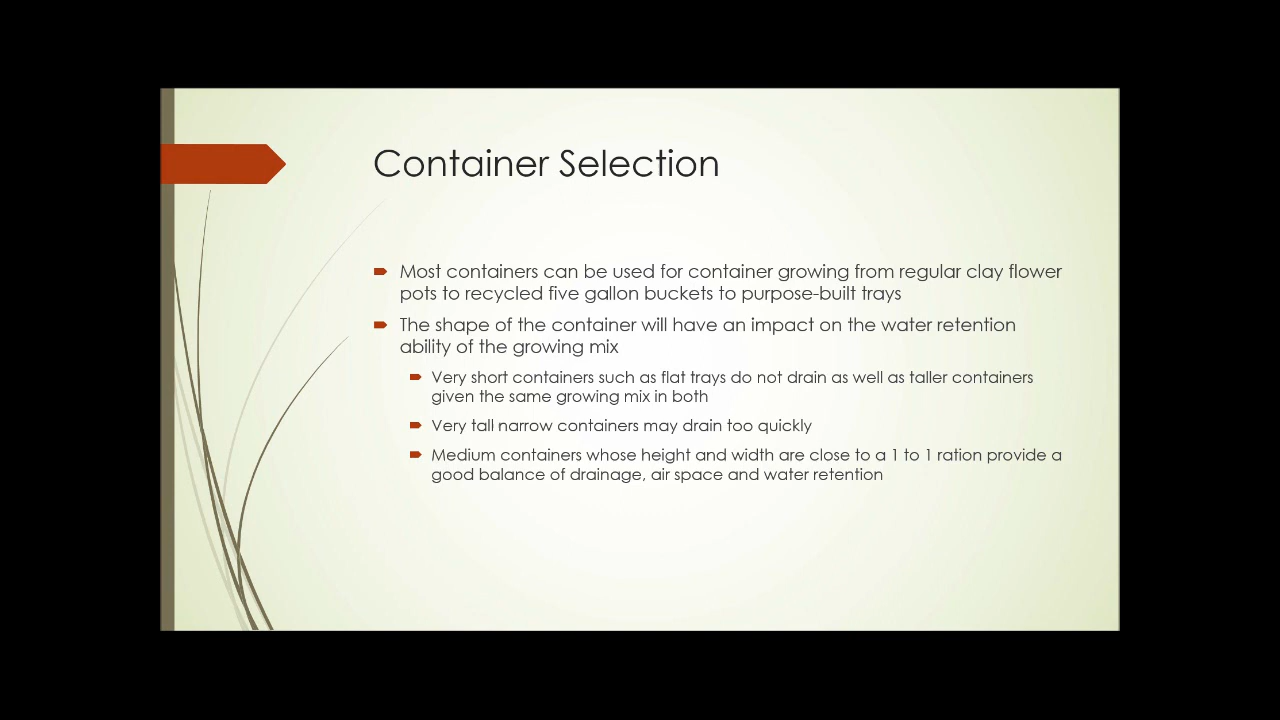 Container Selection
Most containers can be used for container growing from regular clay flower
pots to recycled five gallon buckets to purpose-built trays
The shape of the container will have an impact on the water retention
ability of the growing mix
Very short containers such as flat trays do not drain as well as taller containers
given the same growing mix in both
Very tall narrow containers may drain too quickly
Medium containers whose height and width are close to a 1 to 1 ration provide a
good balance of drainage, air space and water retention